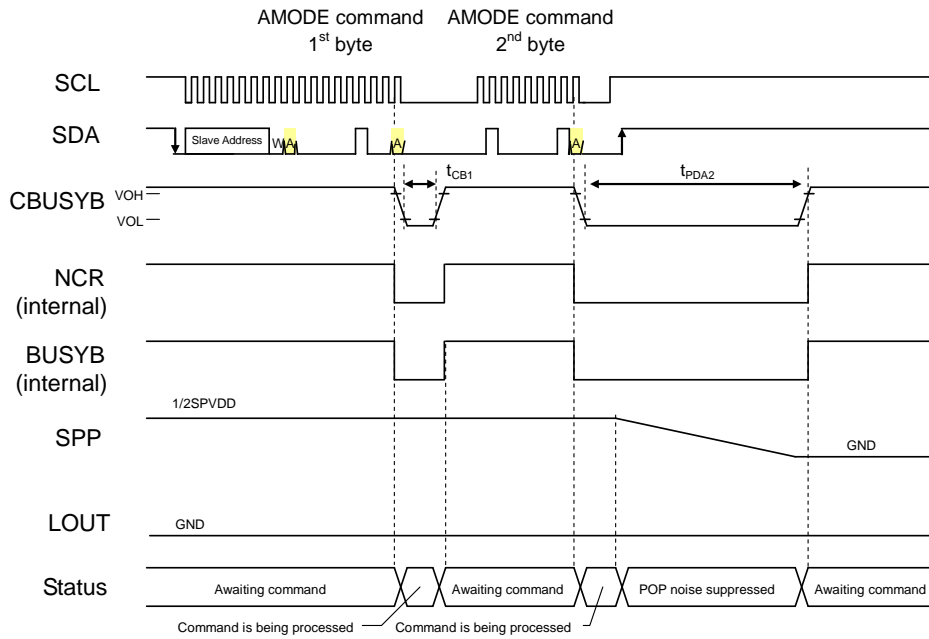 AMODE command
1st byte
AMODE command
2nd byte
SCL
SDA
Slave Address
W
A
A
A
tCB1
tPDA2
CBUSYB
VOH
VOL
NCR
(internal)
BUSYB
(internal)
1/2SPVDD
SPP
GND
LOUT
GND
Status
Awaiting command
Awaiting command
POP noise suppressed
Awaiting command
Command is being processed
Command is being processed